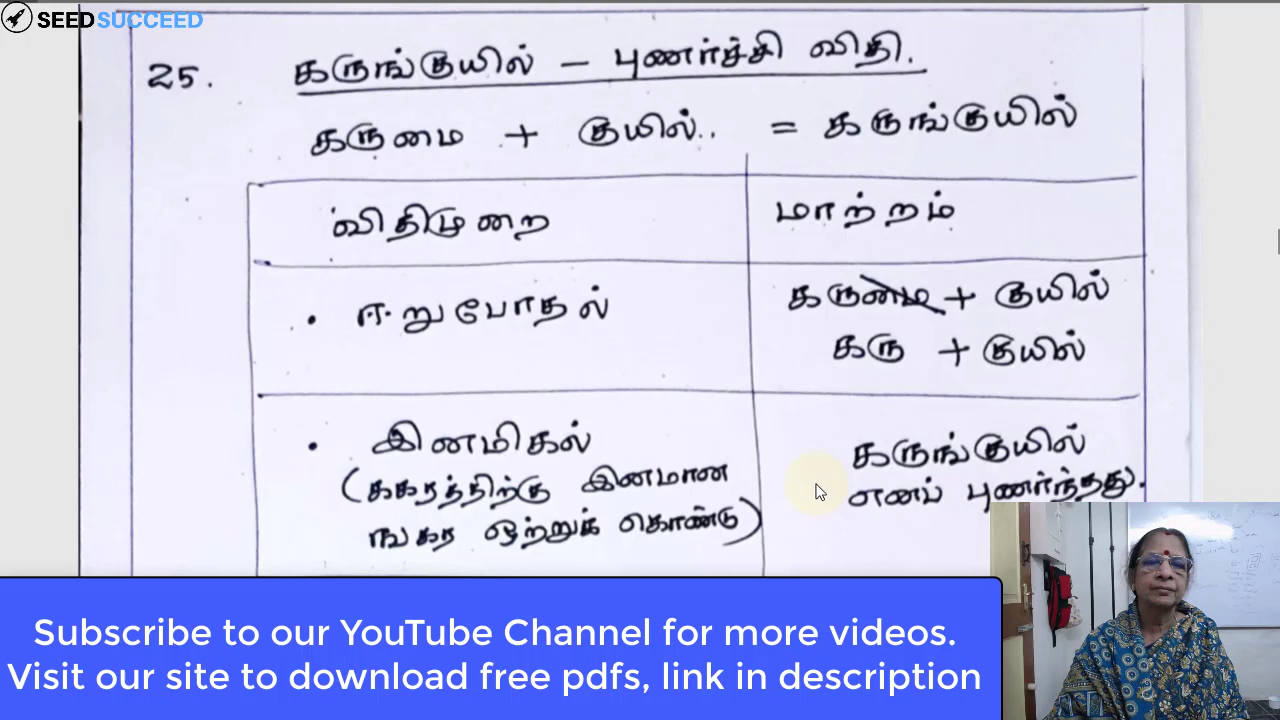 SEEDSUCCEED
25. கருங்குயில் – புணர்ச்சி விதி.
கருமை + குயில். . = கருங்குயில்
விதிமுறை மாற்றம்
• ஈறுபோதல் கருமை + குயில்
கரு + குயில்
• இனமிகல் கருங்குயில்
(ககரத்திற்கு இனமான எனப் புணர்ந்தது.
ஙகர ஒற்றுக் கொண்டு)
Subscribe to our YouTube Channel for more videos.
Visit our site to download free pdfs, link in description